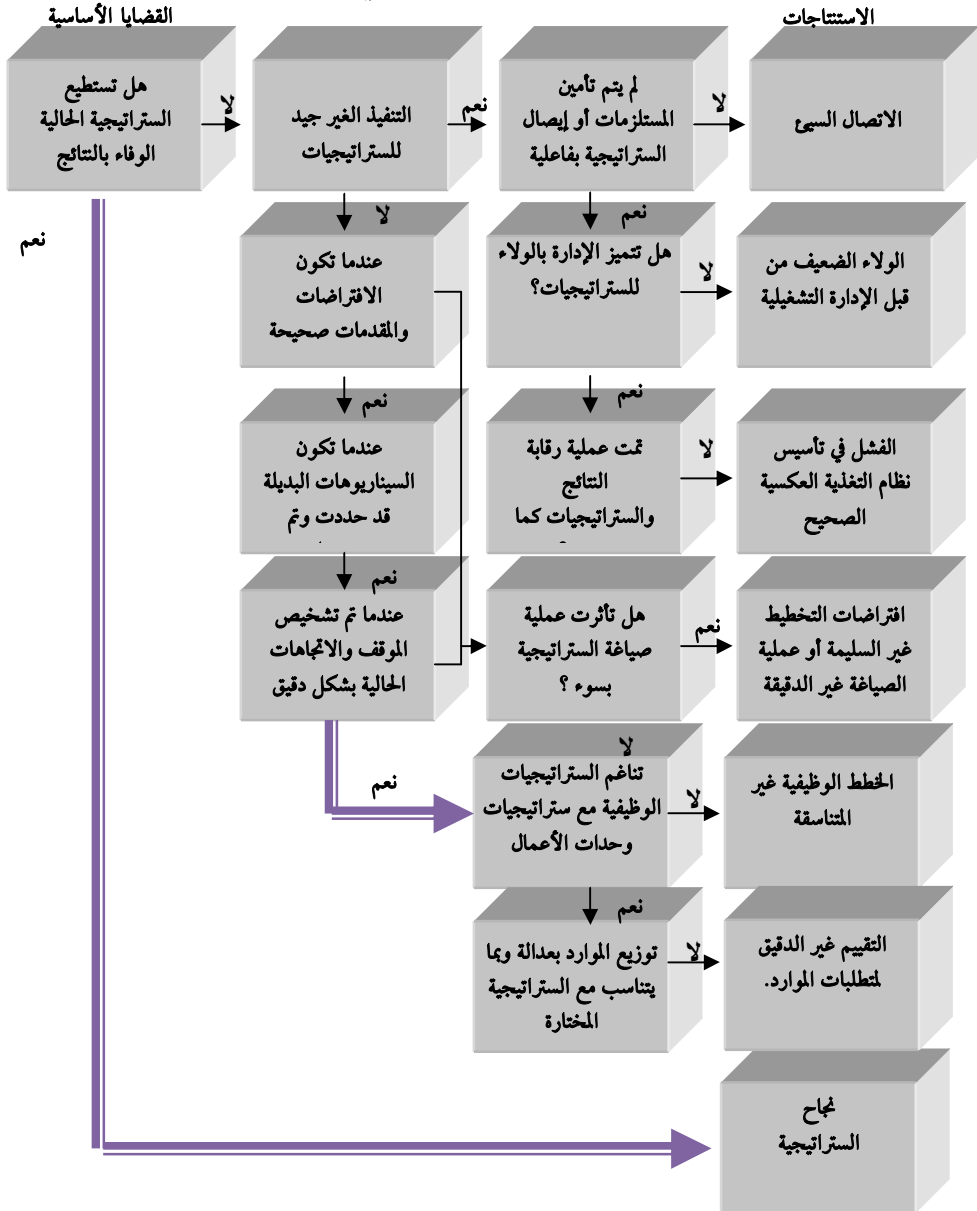 القضايا الأساسية
الاستنتاجات
هل تستطيع
الستراتيجية الحالية
الوفاء بالنتائج
لا
التنفيذ الغير جيد
للستراتيجيات
نعم
لم يتم تأمين
المستلزمات أو إيصال
الستراتيجية بفاعلية
لا
الاتصال السيئ
نعم
لا
عندما تكون
الافتراضات
والمقدمات صحيحة
نعم
هل تتميز الإدارة بالولاء
للستراتيجيات؟
لا
الولاء الضعيف من
قبل الإدارة التشغيلية
نعم
عندما تكون
السيناريوهات البديلة
قد حددت وتم
نعم
تمت عملية رقابة
النتائج
والستراتيجيات كما
لا
الفشل في تأسيس
نظام التغذية العكسية
الصحيح
نعم
عندما تم تشخيص
الموقف والاتجاهات
الحالية بشكل دقيق
هل تأثرت عملية
صياغة الستراتيجية
بسوء ؟
نعم
افتراضات التخطيط
غير السليمة أو عملية
الصياغة غير الدقيقة
نعم
لا
تناغم الستراتيجيات
الوظيفية مع ستراتيجيات
وحدات الأعمال
لا
الخطط الوظيفية غير
المتناسقة
نعم
توزيع الموارد بعدالة وبما
يتناسب مع الستراتيجية
المختارة
لا
التقييم غير الدقيق
لمتطلبات الموارد.
نجاح
الستراتيجية